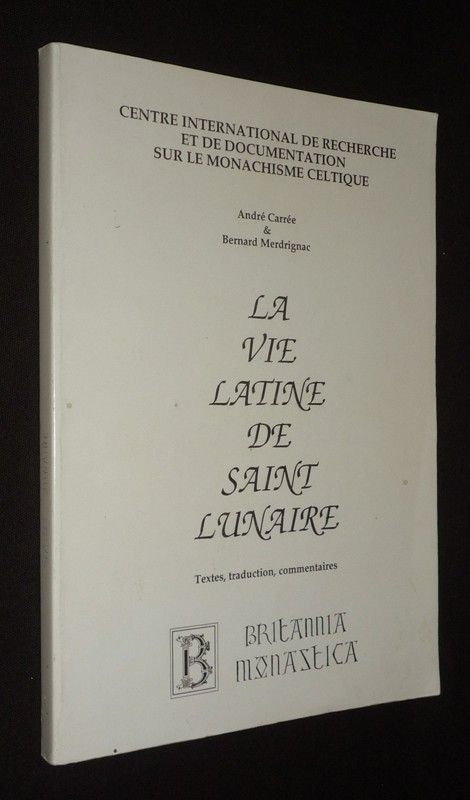 CENTRE INTERNATIONAL DE RECHERCHE
ET DE DOCUMENTATION
SUR LE MONACHISME CELTIQUE
André Carrée
&
Bernard Merdrignac
LA
VIE
LATINE
DE
SAINT
LUNAIRE
Textes, traduction, commentaires
B
BRITANNIA
MONASTICA